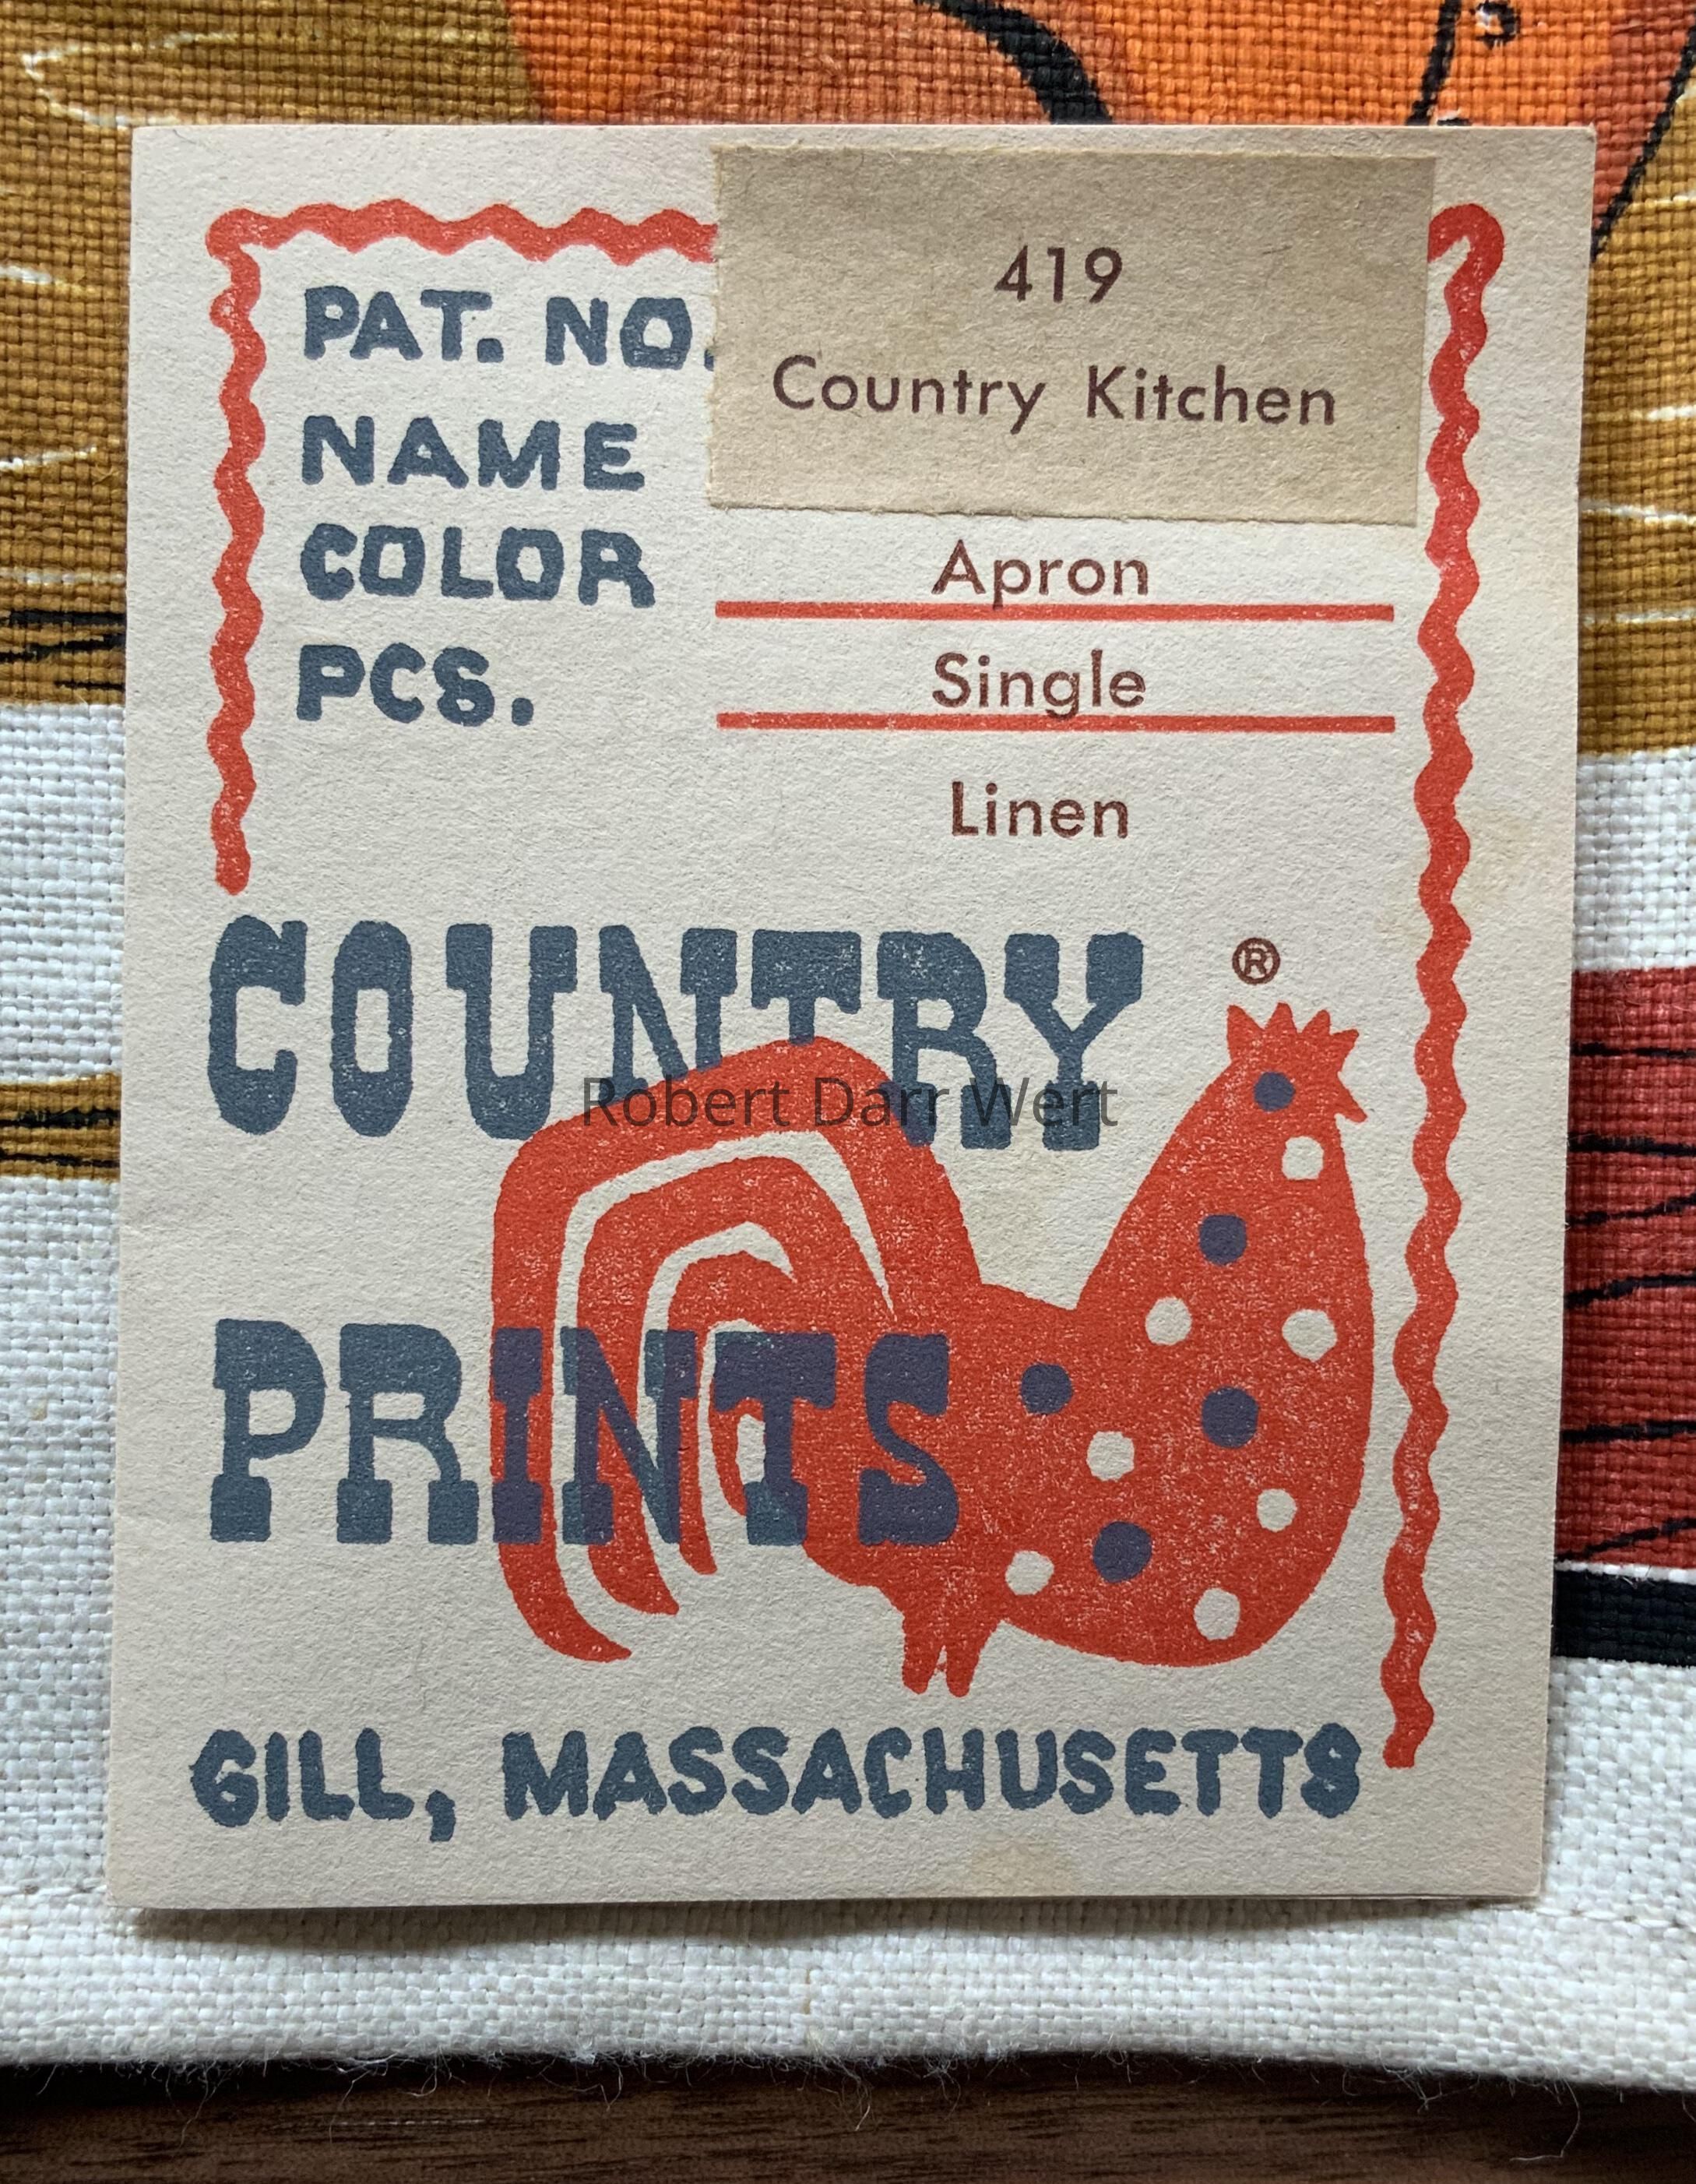 419
Country Kitchen
PAT. NO.
NAME
COLOR
PCS.
Apron
Single
Linen
COUNTRY ®
Robert Darr Wert
PRINTS
GILL, MASSACHUSETTS